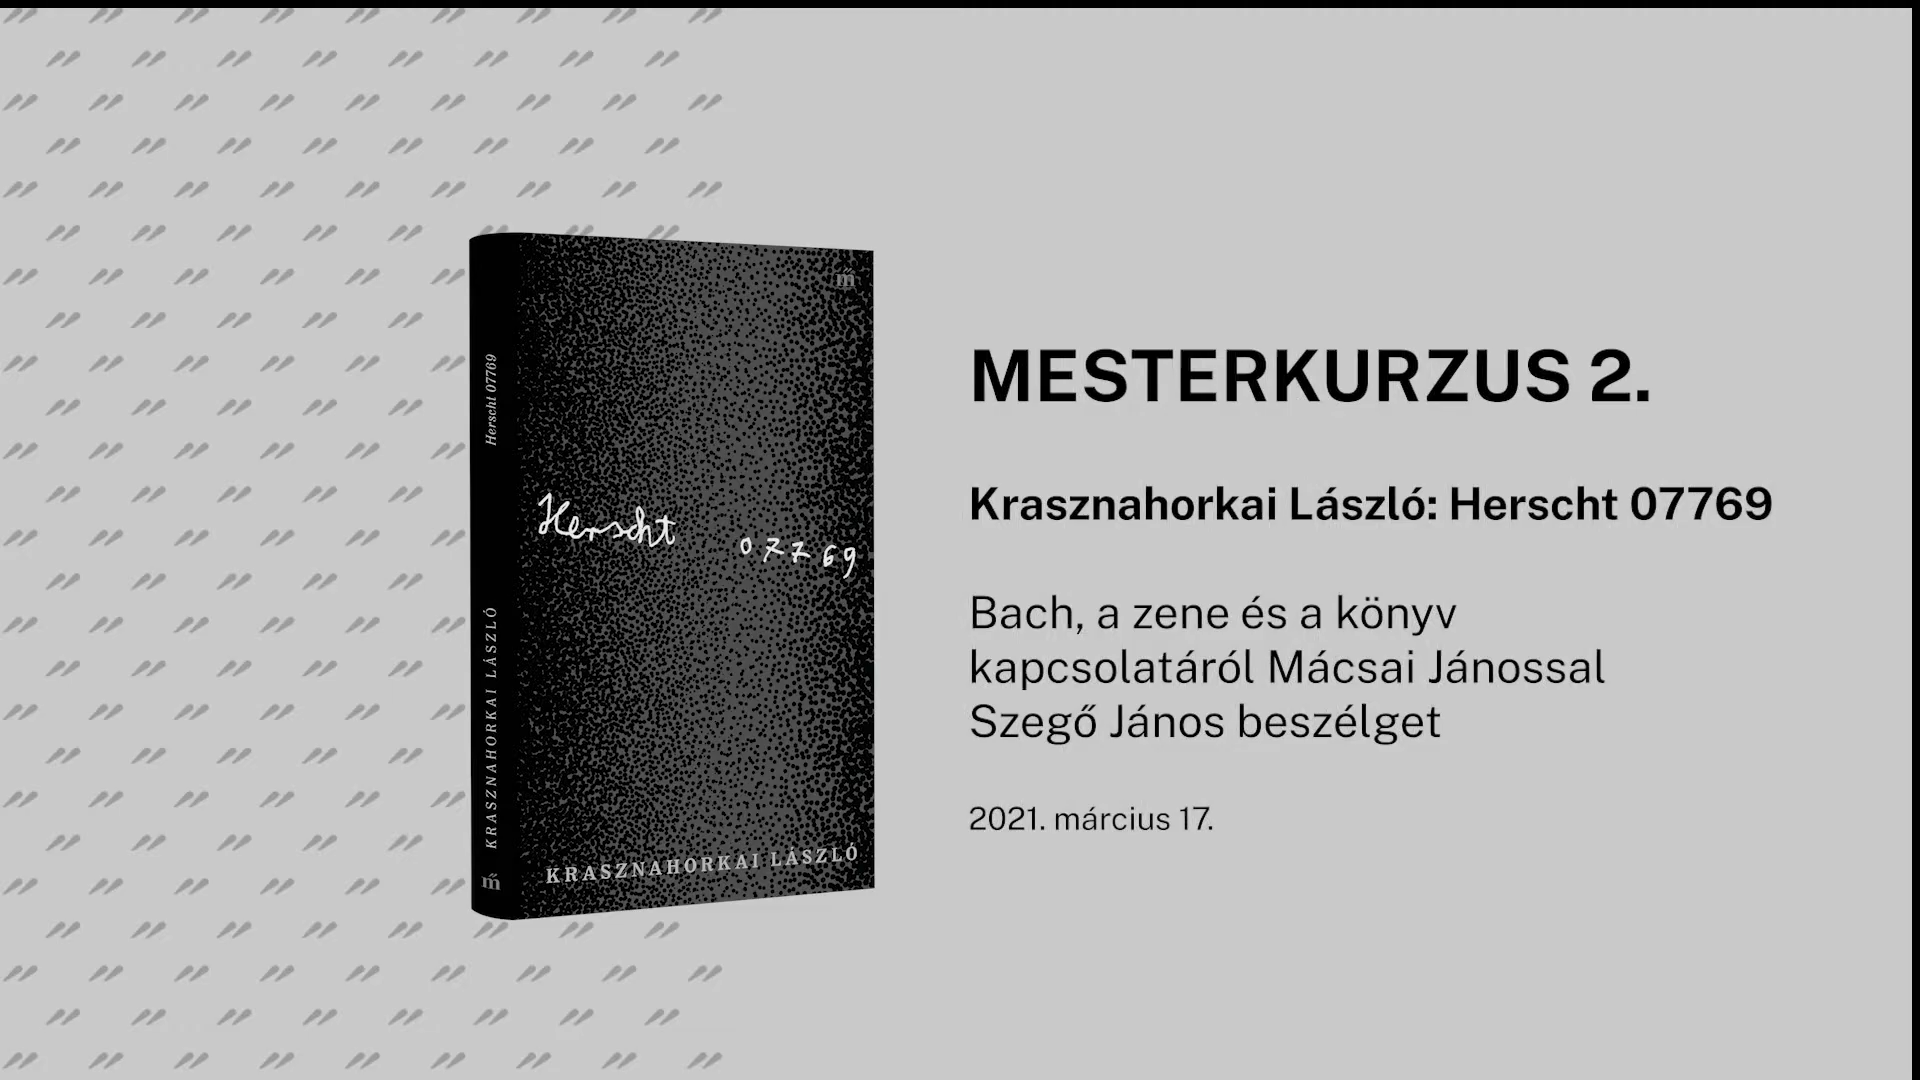 Herscht 07769
KRASZNAHORKAI LÁSZLÓ
m̋
m̋
Herscht 07769
KRASZNAHORKAI LÁSZLÓ
MESTERKURZUS 2.
Krasznahorkai László: Herscht 07769
Bach, a zene és a könyv
kapcsolatáról Mácsai Jánossal
Szegő János beszélget
2021. március 17.